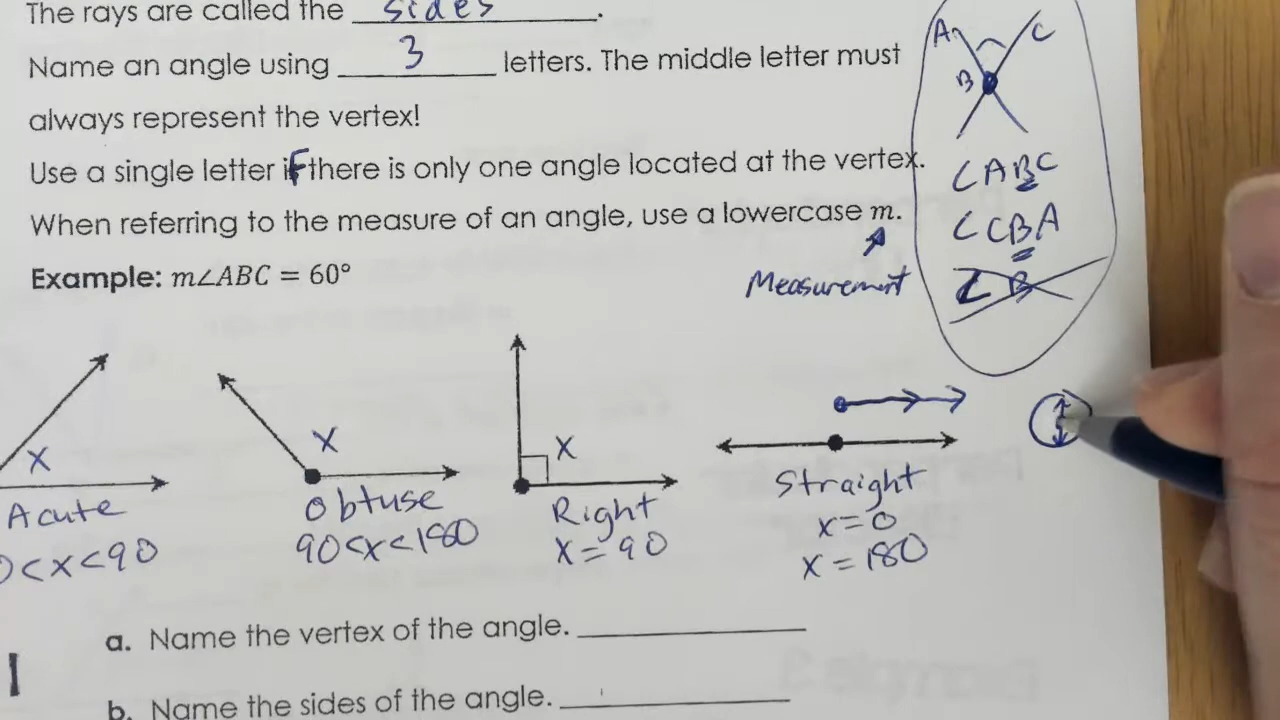 The rays are called the sides.
Name an angle using 3 letters. The middle letter must
always represent the vertex!
Use a single letter if there is only one angle located at the vertex.
When referring to the measure of an angle, use a lowercase m.
Measurement
Example: m∠ABC = 60°
A C
B
∠ABC
∠CBA
∠B
X
Acute
0<x<90
X
Obtuse
90<x<180
X
Right
x=90
Straight
x=0
x=180
a. Name the vertex of the angle.
1
b. Name the sides of the angle.